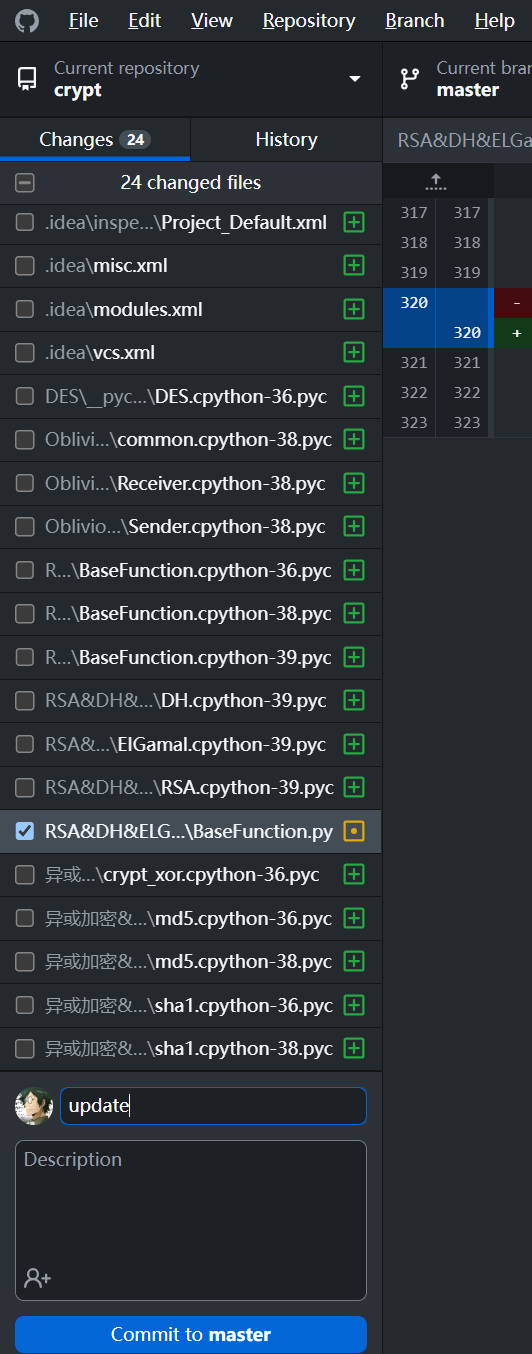 File Edit View Repository Branch Help
Current repository
crypt
Current bran
master
Changes 24 History
RSA&DH&ELGa
24 changed files
.idea\inspe...\Project_Default.xml
.idea\misc.xml
.idea\modules.xml
.idea\vcs.xml
DES\__pyc...\DES.cpython-36.pyc
Oblivi...\common.cpython-38.pyc
Oblivi...\Receiver.cpython-38.pyc
Oblivio...\Sender.cpython-38.pyc
R...\BaseFunction.cpython-36.pyc
R...\BaseFunction.cpython-38.pyc
R...\BaseFunction.cpython-39.pyc
RSA&DH&...\DH.cpython-39.pyc
RSA&...\ElGamal.cpython-39.pyc
RSA&DH&...\RSA.cpython-39.pyc
RSA&DH&ELG...\BaseFunction.py
异或...\crypt_xor.cpython-36.pyc
异或加密&...\md5.cpython-36.pyc
异或加密&...\md5.cpython-38.pyc
异或加密&...\sha1.cpython-36.pyc
异或加密&...\sha1.cpython-38.pyc
317 317
318 318
319 319
320 -
320 +
321 321
322 322
323 323
update
Description
Commit to master